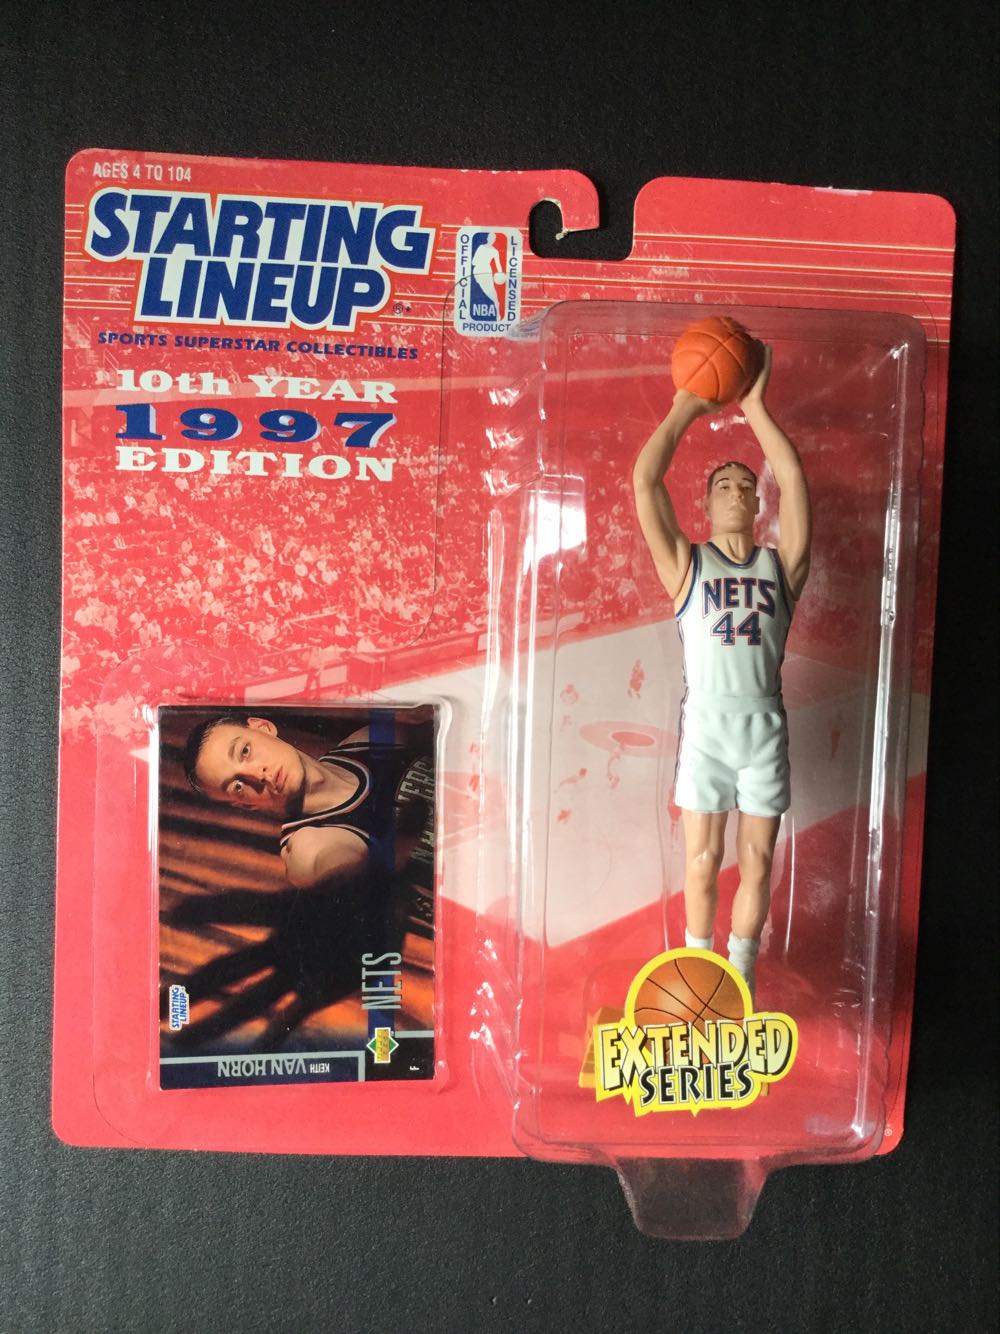 AGES 4 TO 104
STARTING
LINEUP
®*
SPORTS SUPERSTAR COLLECTIBLES
10th YEAR
1997
EDITION
OFFICIAL
LICENSED
NBA
PRODUCT
NETS
44
NETS
STARTING
LINEUP
KEITH
VAN HORN
F
EXTENDED
SERIES